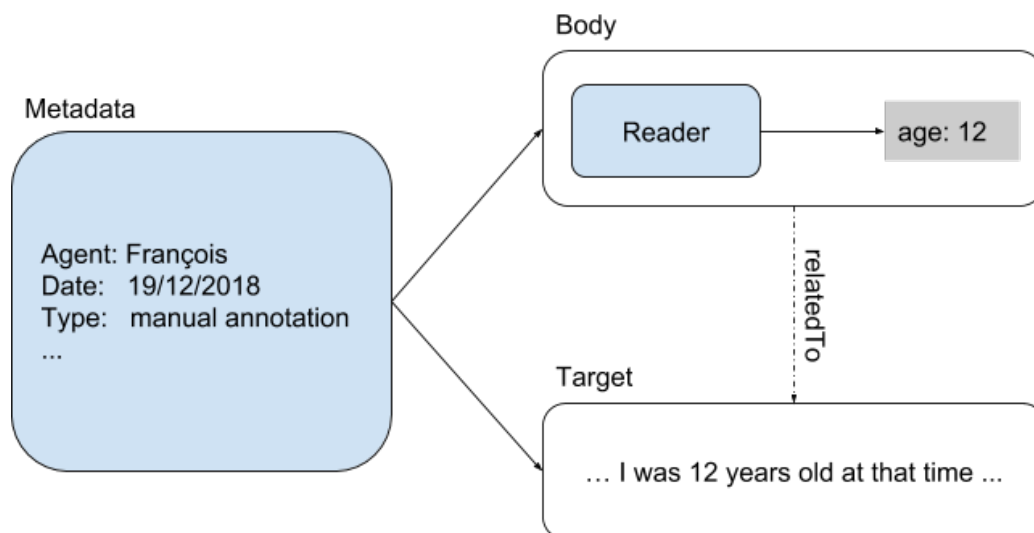 Body
Metadada
Reader
age: 12
Agent: François
Date: 19/12/2018
Type: manual annotation
...
relatedTo
Target
... I was 12 years old at that time ...